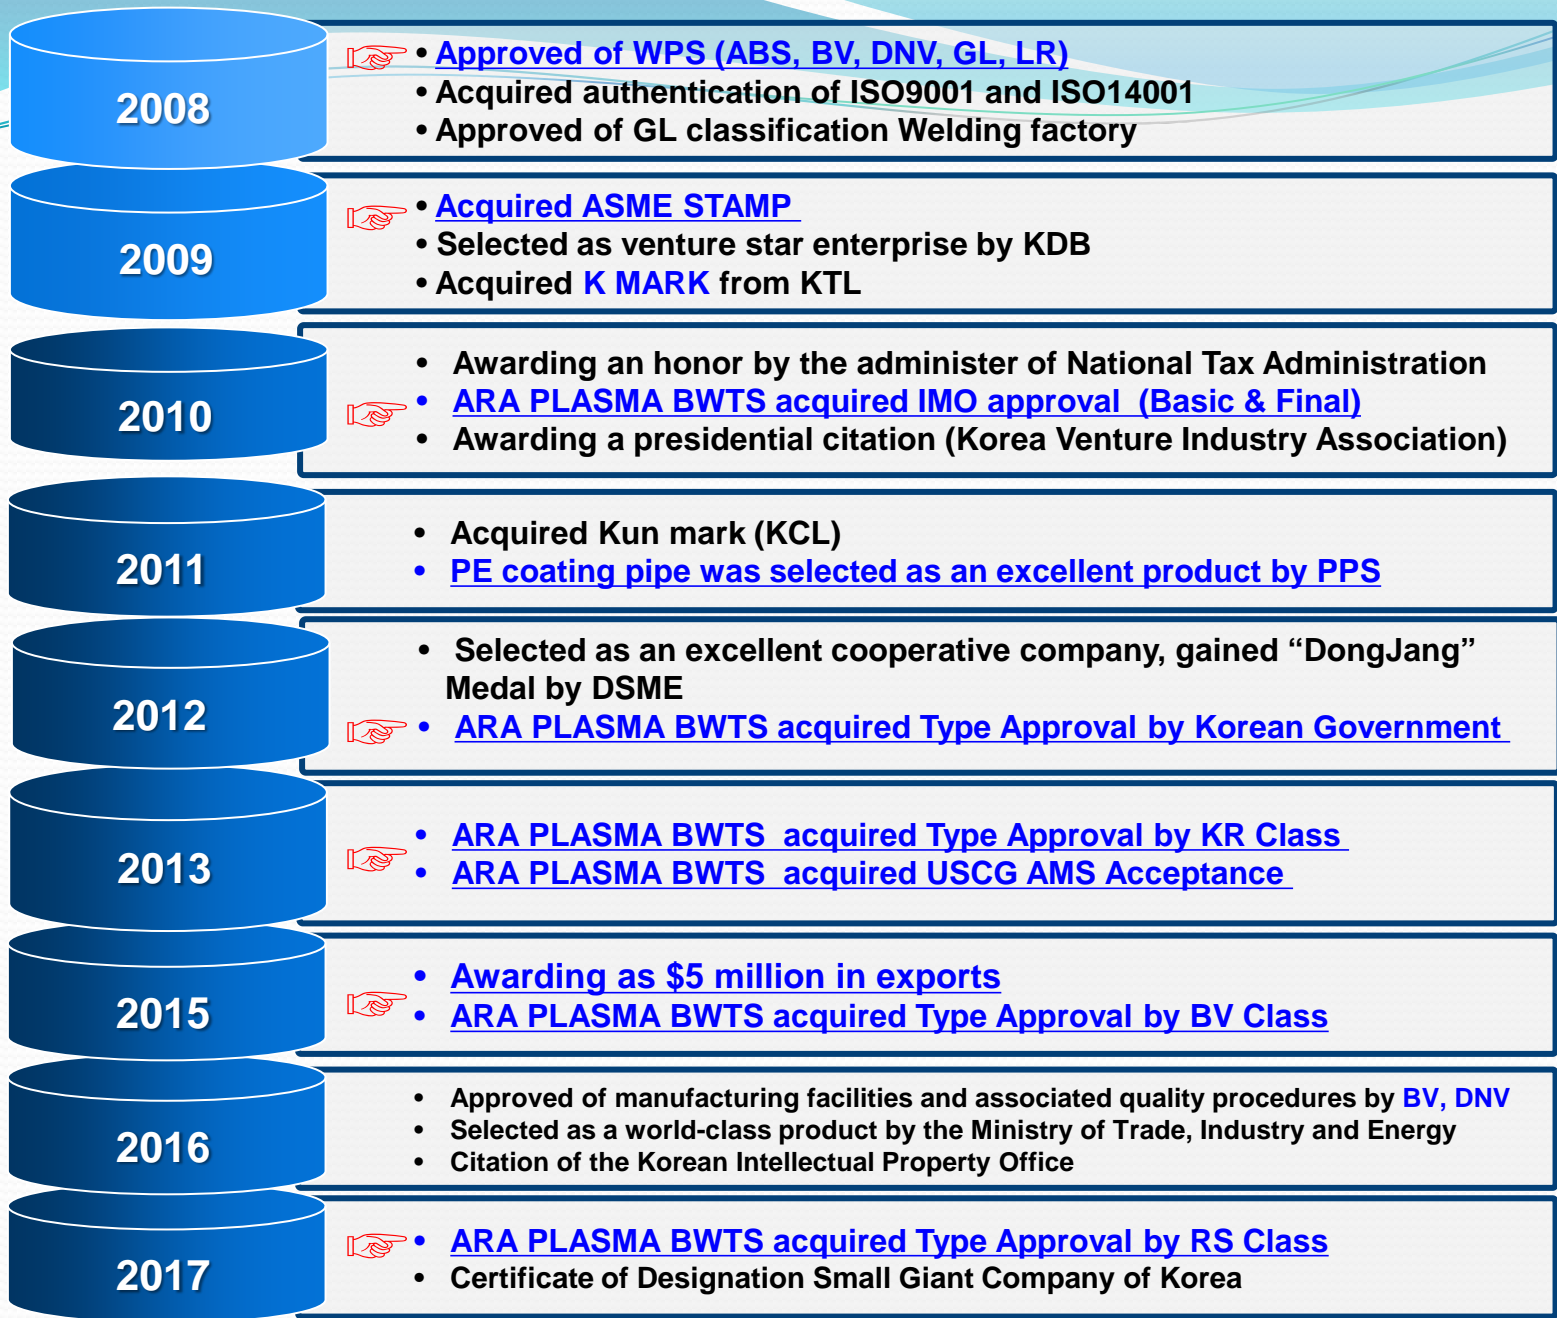 2008
• Approved of WPS (ABS, BV, DNV, GL, LR)
• Acquired authentication of ISO9001 and ISO14001
• Approved of GL classification Welding factory
2009
• Acquired ASME STAMP
• Selected as venture star enterprise by KDB
• Acquired K MARK from KTL
2010
• Awarding an honor by the administer of National Tax Administration
• ARA PLASMA BWTS acquired IMO approval (Basic & Final)
• Awarding a presidential citation (Korea Venture Industry Association)
2011
• Acquired Kun mark (KCL)
• PE coating pipe was selected as an excellent product by PPS
2012
• Selected as an excellent cooperative company, gained “DongJang”
Medal by DSME
• ARA PLASMA BWTS acquired Type Approval by Korean Government
2013
• ARA PLASMA BWTS acquired Type Approval by KR Class
• ARA PLASMA BWTS acquired USCG AMS Acceptance
2015
• Awarding as $5 million in exports
• ARA PLASMA BWTS acquired Type Approval by BV Class
2016
• Approved of manufacturing facilities and associated quality procedures by BV, DNV
• Selected as a world-class product by the Ministry of Trade, Industry and Energy
• Citation of the Korean Intellectual Property Office
2017
• ARA PLASMA BWTS acquired Type Approval by RS Class
• Certificate of Designation Small Giant Company of Korea